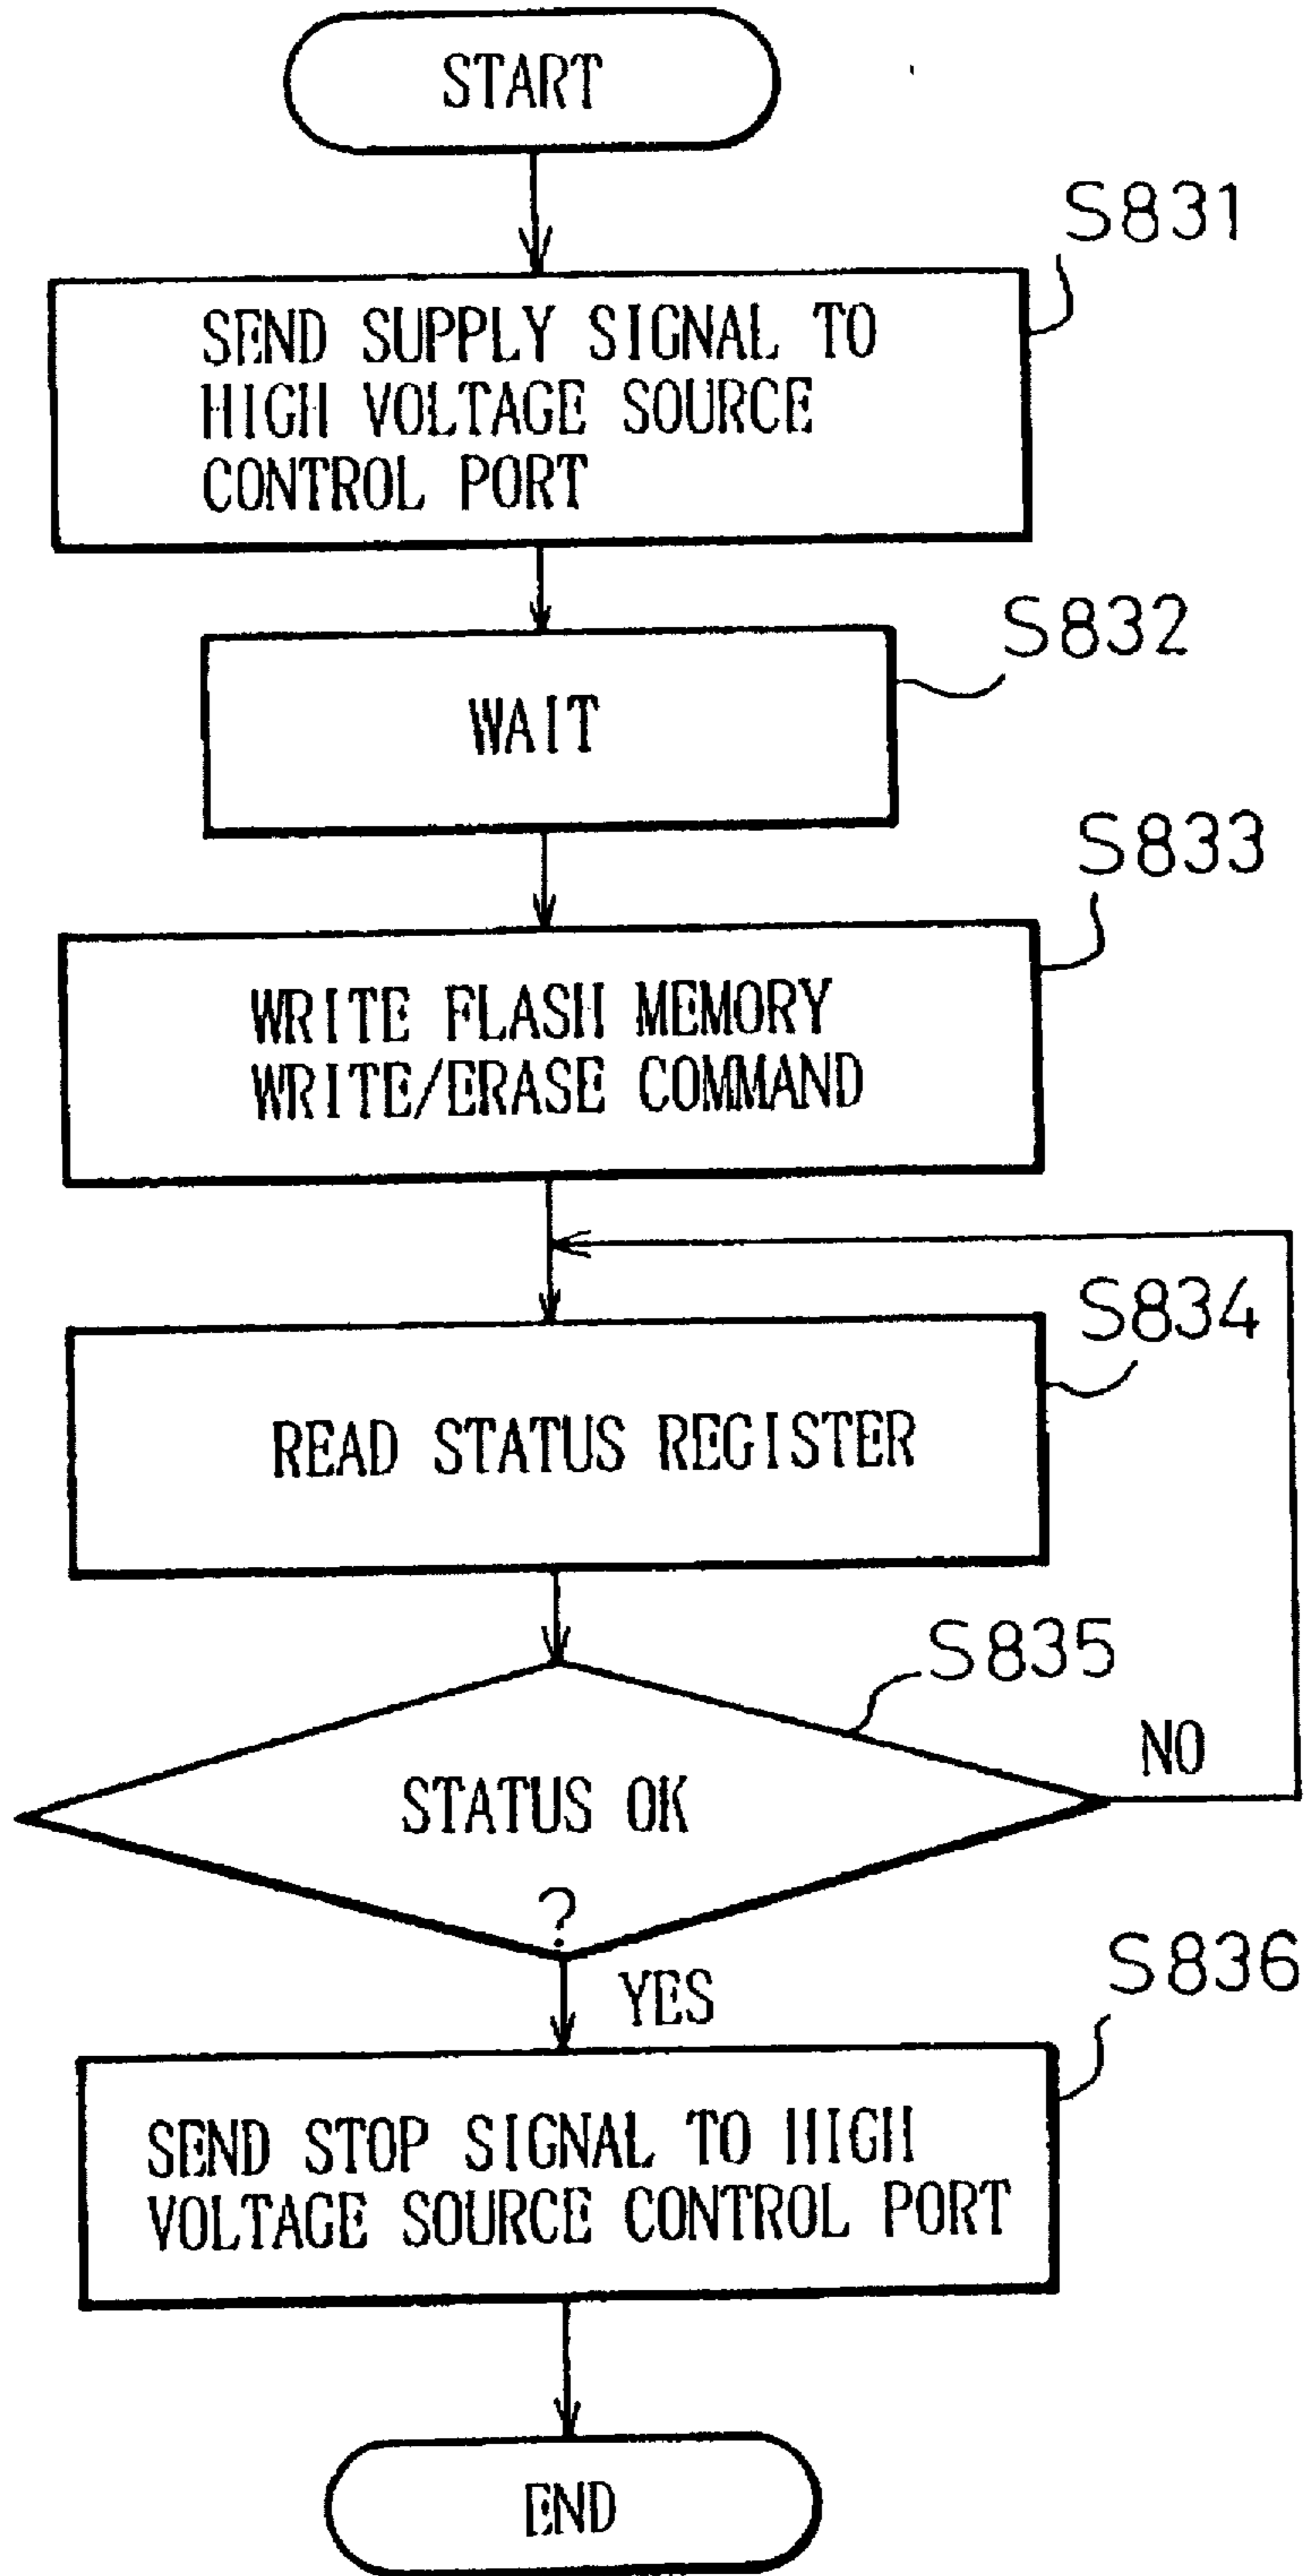 START
S831
SEND SUPPLY SIGNAL TO
HIGH VOLTAGE SOURCE
CONTROL PORT
S832
WAIT
S833
WRITE FLASH MEMORY
WRITE/ERASE COMMAND
S834
READ STATUS REGISTER
S835
NO
STATUS OK
?
YES
S836
SEND STOP SIGNAL TO HIGH
VOLTAGE SOURCE CONTROL PORT
END